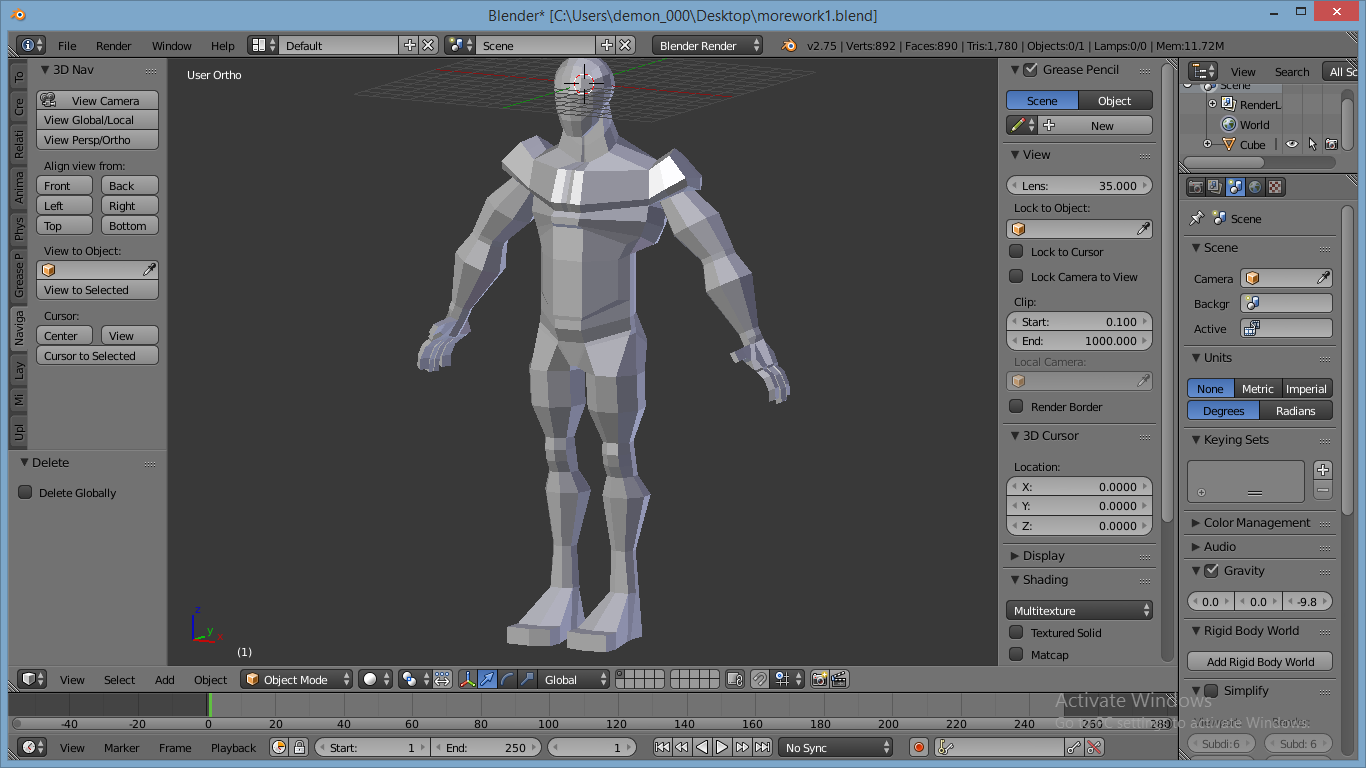 Blender* [C:\Users\demon_000\Desktop\morework1.blend]
File Render Window Help Default Scene Blender Render v2.75 | Verts:892 | Faces:890 | Tris:1,780 | Objects:0/1 | Lamps:0/0 | Mem:11.72M
To
Cre
Relati
Anima
Phys
Grease P
Naviga
Lay
Mi
Upl
3D Nav
View Camera
View Global/Local
View Persp/Ortho
Align view from:
Front Back
Left Right
Top Bottom
View to Object:
View to Selected
Cursor:
Center View
Cursor to Selected
Delete
Delete Globally
User Ortho
z
y
x
(1)
Grease Pencil
Scene Object
New
View
Lens: 35.000
Lock to Object:
Lock to Cursor
Lock Camera to View
Clip:
Start: 0.100
End: 1000.000
Local Camera:
Render Border
3D Cursor
Location:
X: 0.0000
Y: 0.0000
Z: 0.0000
Display
Shading
Multitexture
Textured Solid
Matcap
View Search All Sc
Scene
RenderL
World
Cube
Scene
Scene
Camera
Backgr
Active
Units
None Metric Imperial
Degrees Radians
Keying Sets
Color Management
Audio
Gravity
0.0 0.0 -9.8
Rigid Body World
Add Rigid Body World
Simplify
Subdi: 6 Subd: 6
View Select Add Object Object Mode Global
-40 -20 0 20 40 60 80 100 120 140 160 180 200 220 240 260 280
Activate Windows
Go to PC settings to activate Windows.
View Marker Frame Playback Start: 1 End: 250 1 No Sync